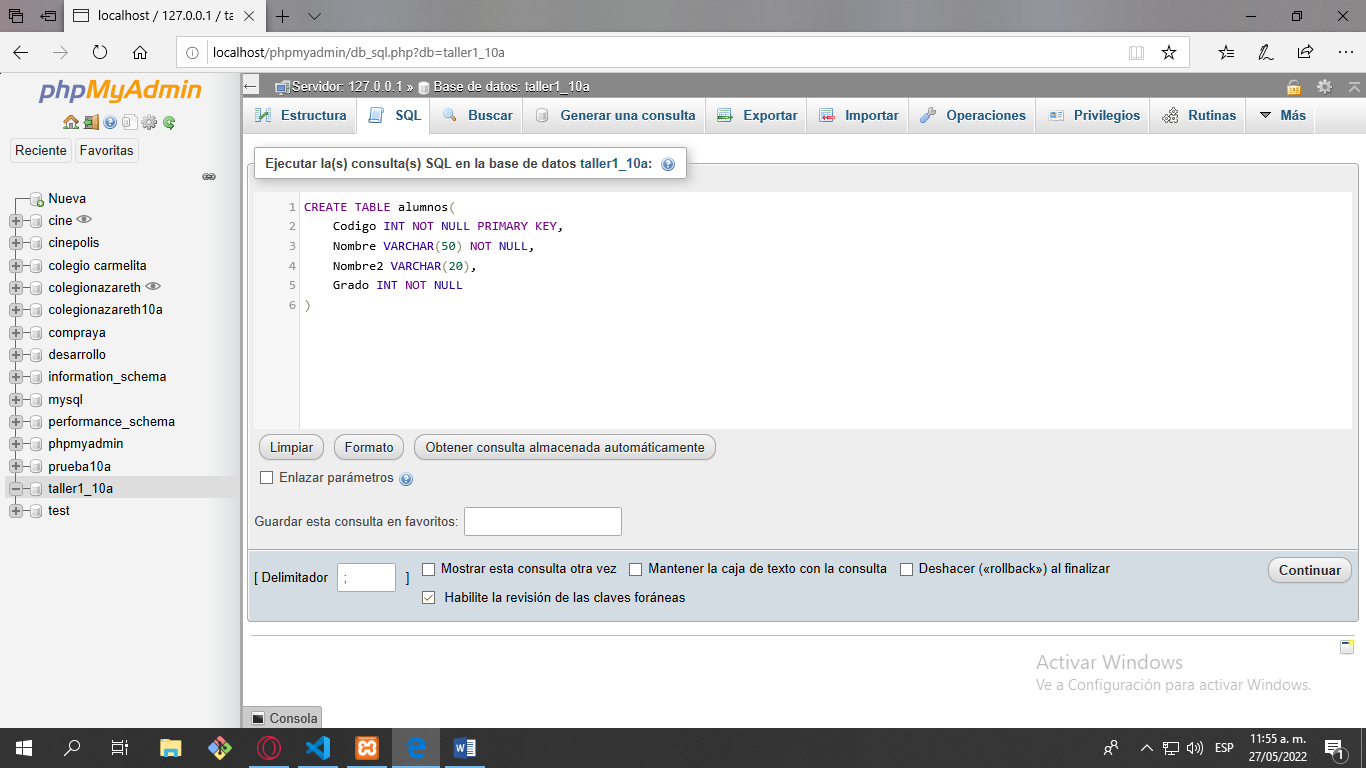 localhost / 127.0.0.1 / ta
localhost/phpmyadmin/db_sql.php?db=taller1_10a
phpMyAdmin
Reciente Favoritas
Nueva
cine
cinepolis
colegio carmelita
colegionazareth
colegionazareth10a
compraya
desarrollo
information_schema
mysql
performance_schema
phpmyadmin
prueba10a
taller1_10a
test
Servidor: 127.0.0.1 » Base de datos: taller1_10a
Estructura SQL Buscar Generar una consulta Exportar Importar Operaciones Privilegios Rutinas Más
Ejecutar la(s) consulta(s) SQL en la base de datos taller1_10a:
1 CREATE TABLE alumnos(
2 Codigo INT NOT NULL PRIMARY KEY,
3 Nombre VARCHAR(50) NOT NULL,
4 Nombre2 VARCHAR(20),
5 Grado INT NOT NULL
6 )
Limpiar Formato Obtener consulta almacenada automáticamente
Enlazar parámetros
Guardar esta consulta en favoritos:
[ Delimitador ; ] Mostrar esta consulta otra vez Mantener la caja de texto con la consulta Deshacer («rollback») al finalizar Continuar
Habilite la revisión de las claves foráneas
Activar Windows
Ve a Configuración para activar Windows.
Consola
ESP
11:55 a. m.
27/05/2022
1